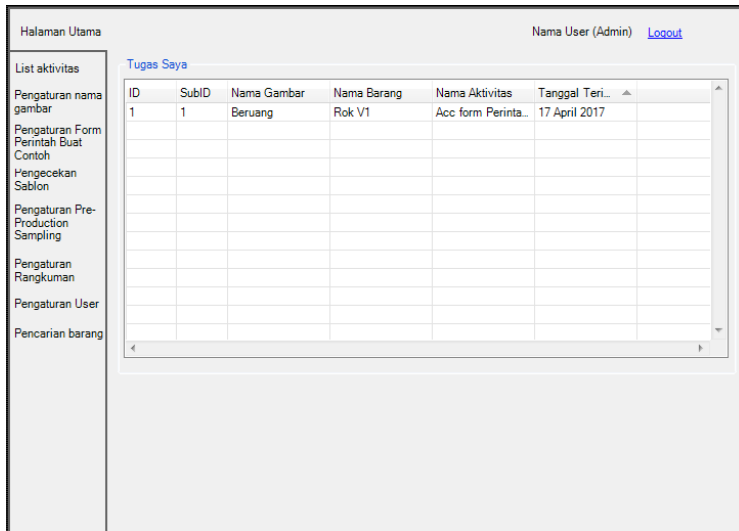 Halaman Utama
Nama User (Admin) Logout
List aktivitas
Pengaturan nama
gambar
Pengaturan Form
Perintah Buat
Contoh
Pengecekan
Sablon
Pengaturan Pre-
Production
Sampling
Pengaturan
Rangkuman
Pengaturan User
Pencarian barang
Tugas Saya
ID SubID Nama Gambar Nama Barang Nama Aktivitas Tanggal Teri...
1 1 Beruang Rok V1 Acc form Perinta... 17 April 2017